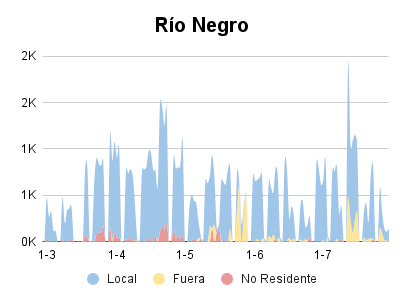 Río Negro
2K
2K
1K
1K
0K
1-3 1-4 1-5 1-6 1-7
Local Fuera No Residente